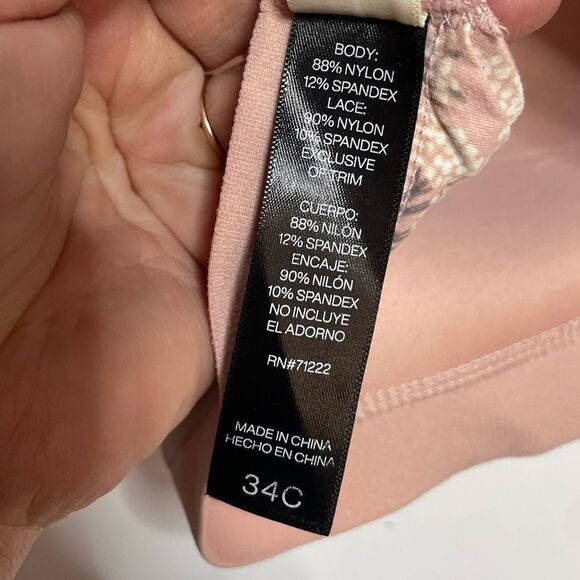 BODY:
88% NYLON
12% SPANDEX
LACE:
90% NYLON
10% SPANDEX
EXCLUSIVE
OF TRIM
CUERPO:
88% NILÓN
12% SPANDEX
ENCAJE:
90% NILÓN
10% SPANDEX
NO INCLUYE
EL ADORNO
RN#71222
MADE IN CHINA
HECHO EN CHINA
34C